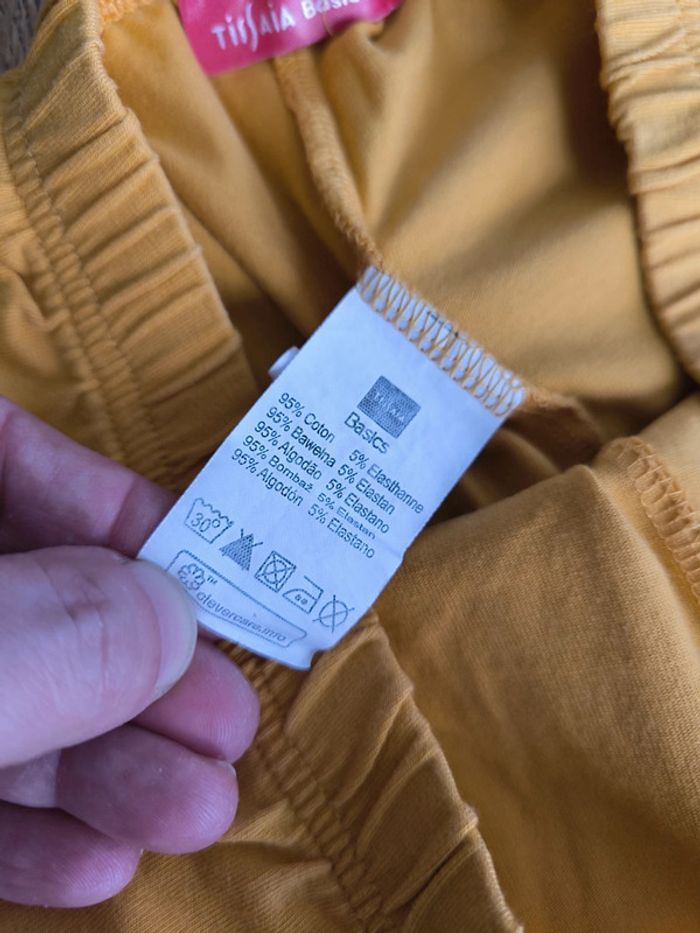 TISSAIA Basic
Basics
95% Coton 5% Elasthanne
95% Bawełna 5% Elastan
95% Algodão 5% Elastano
95% Bombaž 5% Elastan
95% Algodón 5% Elastano
30°
™
clevercare.info